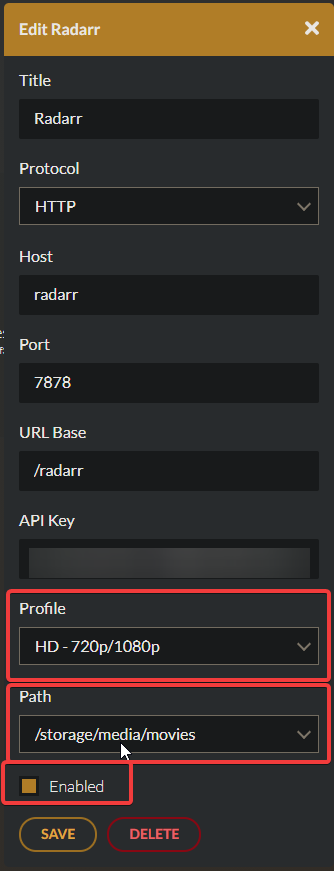 Edit Radarr
Title
Radarr
Protocol
HTTP
Host
radarr
Port
7878
URL Base
/radarr
API Key
Profile
HD - 720p/1080p
Path
/storage/media/movies
Enabled
SAVE DELETE